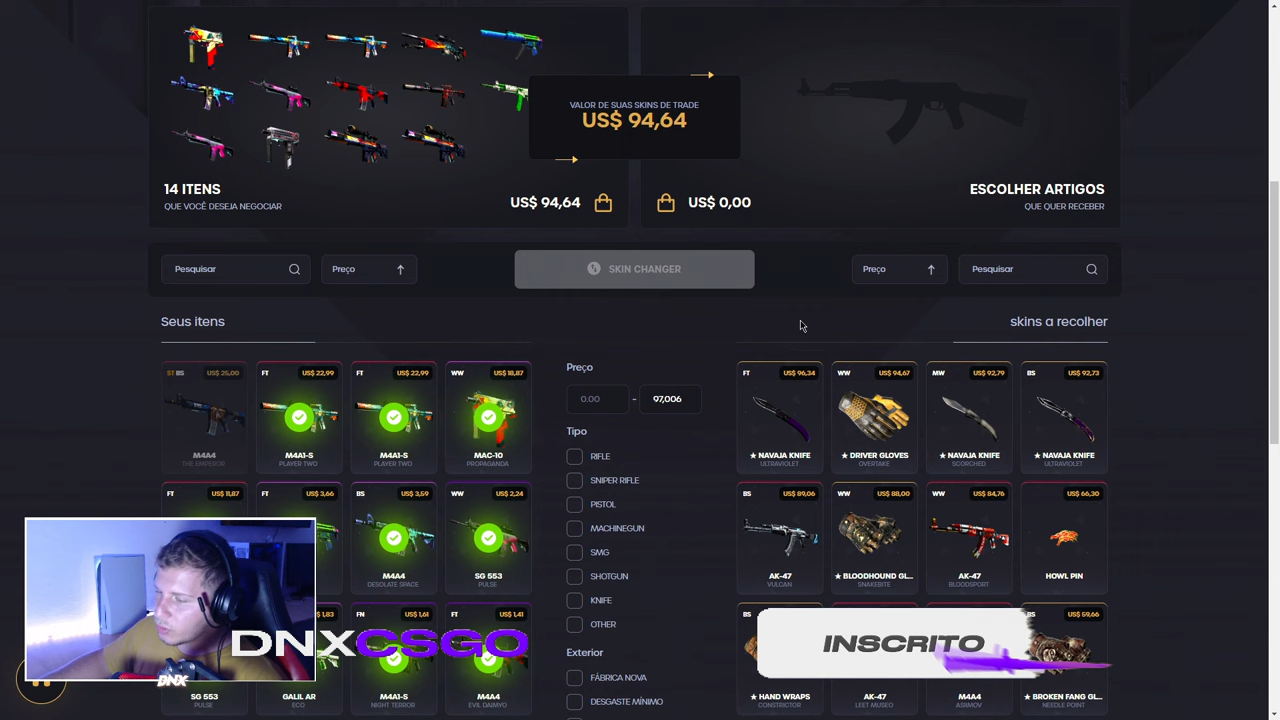 VALOR DE SUAS SKINS DE TRADE
US$ 94,64
14 ITENS
QUE VOCÊ DESEJA NEGOCIAR
US$ 94,64
US$ 0,00
ESCOLHER ARTIGOS
QUE QUER RECEBER
Pesquisar
Preço
SKIN CHANGER
Preço
Pesquisar
Seus itens
skins a recolher
ST BS US$ 25,00
M4A4
THE EMPEROR
FT US$ 22,99
M4A1-S
PLAYER TWO
FT US$ 22,99
M4A1-S
PLAYER TWO
WW US$ 18,87
MAC-10
PROPAGANDA
Preço
0.00 - 97,006
Tipo
RIFLE
SNIPER RIFLE
PISTOL
MACHINEGUN
SMG
SHOTGUN
KNIFE
OTHER
Exterior
FÁBRICA NOVA
DESGASTE MÍNIMO
FT US$ 96,34
★ NAVAJA KNIFE
ULTRAVIOLET
WW US$ 94,67
★ DRIVER GLOVES
OVERTAKE
MW US$ 92,79
★ NAVAJA KNIFE
SCORCHED
BS US$ 92,73
★ NAVAJA KNIFE
ULTRAVIOLET
FT US$ 11,87
FT US$ 3,66
BS US$ 3,59
M4A4
DESOLATE SPACE
WW US$ 2,24
SG 553
PULSE
BS US$ 89,06
AK-47
VULCAN
WW US$ 88,00
★ BLOODHOUND GL...
SNAKEBITE
WW US$ 84,76
AK-47
BLOODSPORT
US$ 66,30
HOWL PIN
SG 553
PULSE
1,83
GALIL AR
ECO
FN US$ 1,61
M4A1-S
NIGHT TERROR
FT US$ 1,41
M4A4
EVIL DAIMYO
BS
★ HAND WRAPS
CONSTRICTOR
AK-47
LEET MUSEO
M4A4
ASIIMOV
59,66
★ BROKEN FANG GL...
NEEDLE POINT
DNXCSGO
DNX
INSCRITO